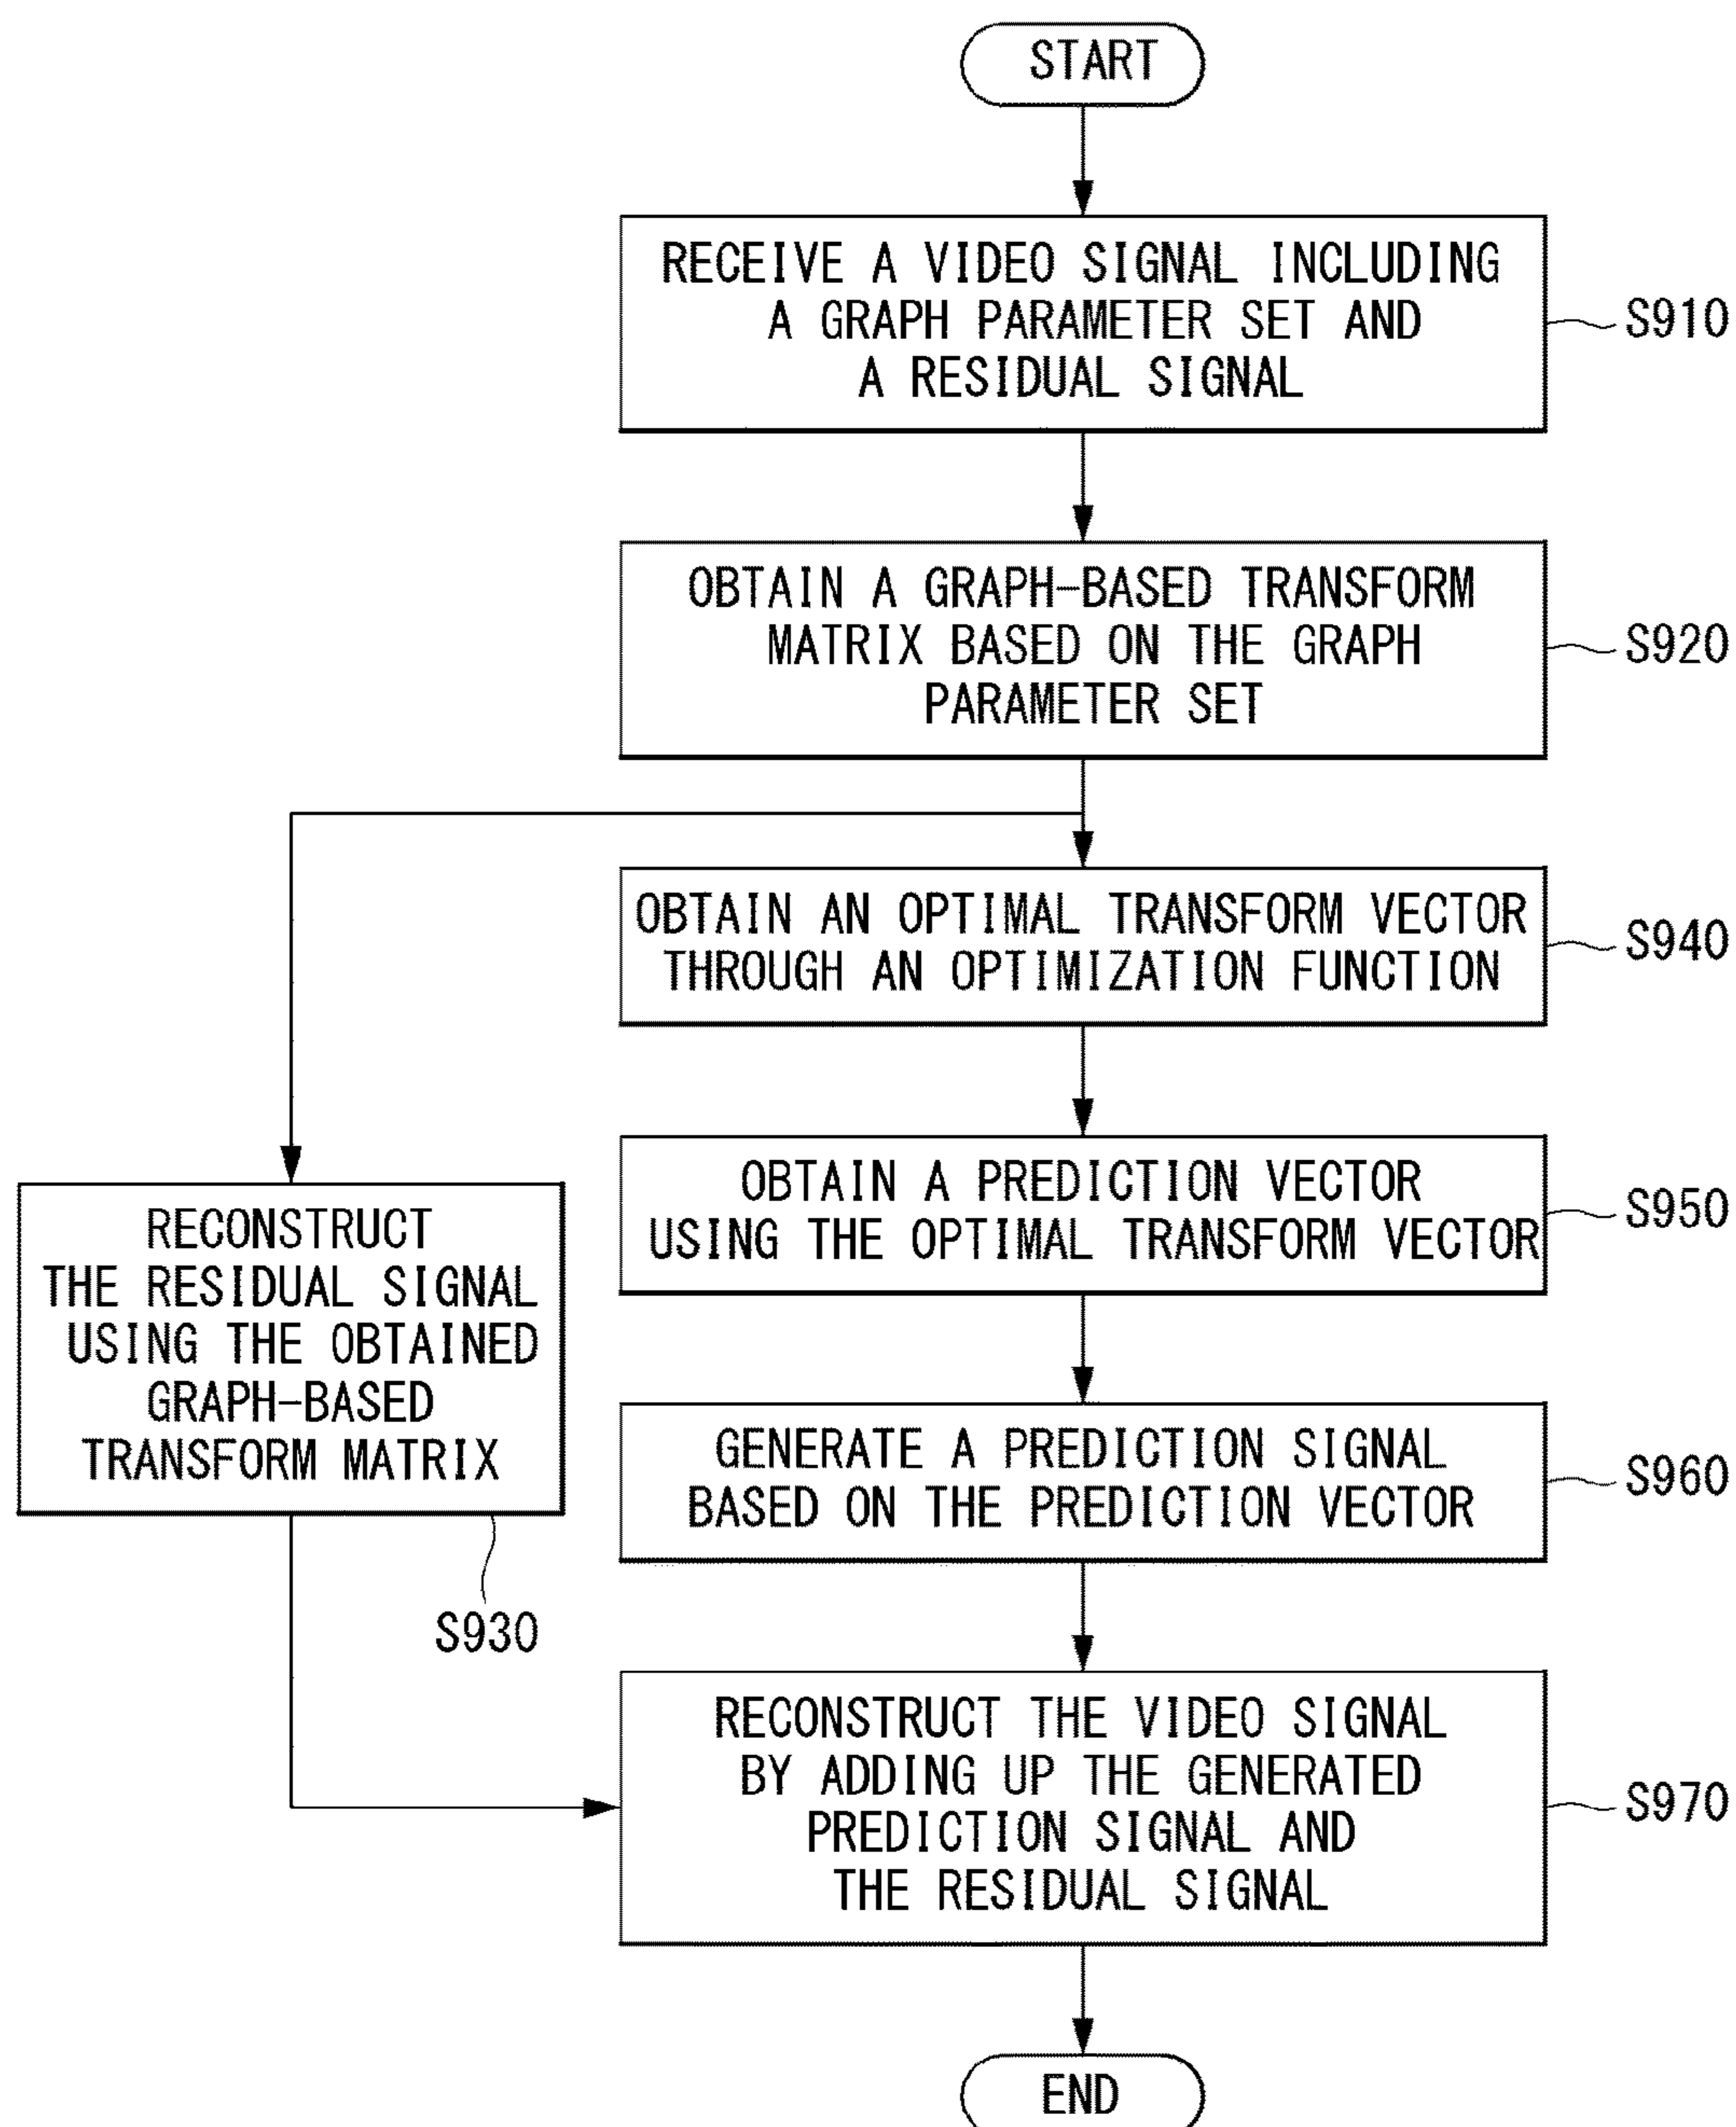 START
RECEIVE A VIDEO SIGNAL INCLUDING
A GRAPH PARAMETER SET AND
A RESIDUAL SIGNAL
S910
OBTAIN A GRAPH-BASED TRANSFORM
MATRIX BASED ON THE GRAPH
PARAMETER SET
S920
OBTAIN AN OPTIMAL TRANSFORM VECTOR
THROUGH AN OPTIMIZATION FUNCTION
S940
OBTAIN A PREDICTION VECTOR
USING THE OPTIMAL TRANSFORM VECTOR
S950
RECONSTRUCT
THE RESIDUAL SIGNAL
USING THE OBTAINED
GRAPH-BASED
TRANSFORM MATRIX
S930
GENERATE A PREDICTION SIGNAL
BASED ON THE PREDICTION VECTOR
S960
RECONSTRUCT THE VIDEO SIGNAL
BY ADDING UP THE GENERATED
PREDICTION SIGNAL AND
THE RESIDUAL SIGNAL
S970
END